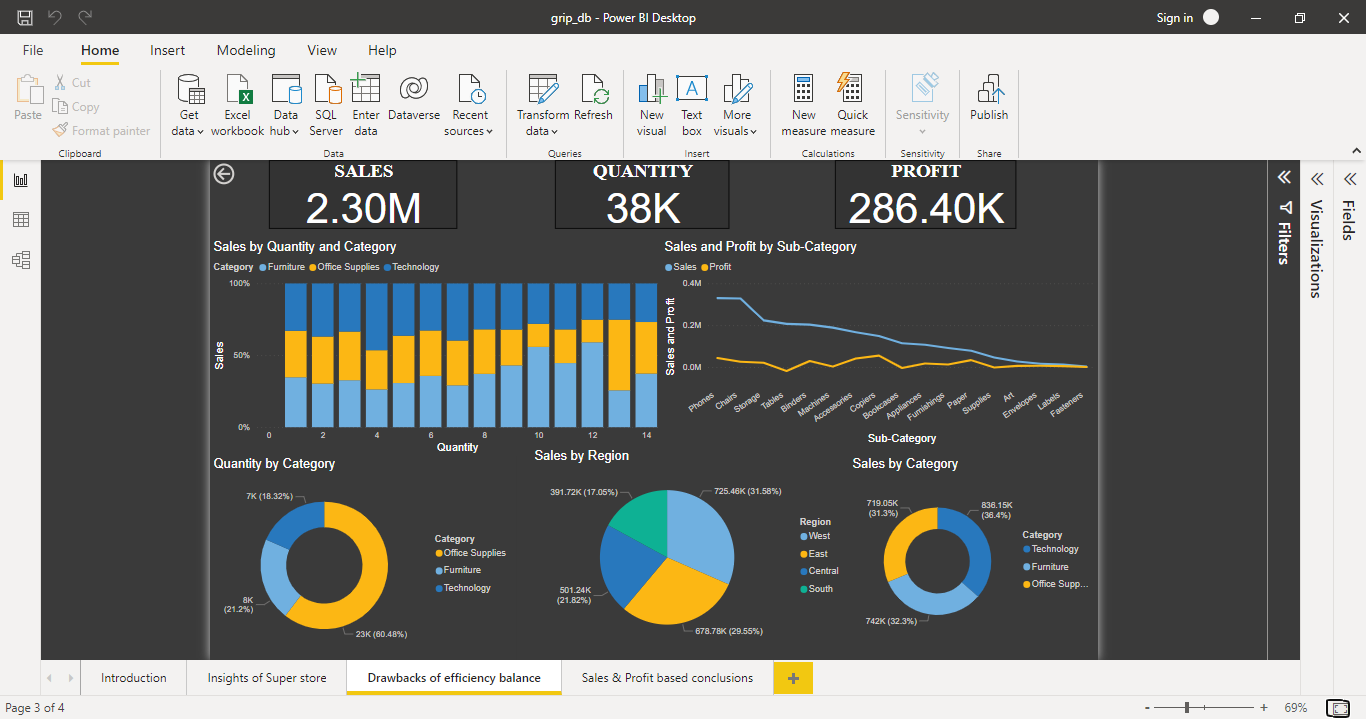 grip_db - Power BI Desktop
Sign in
File Home Insert Modeling View Help
Paste
Cut
Copy
Format painter
Clipboard
Get data
Excel workbook
Data hub
SQL Server
Enter data
Dataverse
Recent sources
Data
Transform data
Refresh
Queries
New visual
Text box
More visuals
Insert
New measure
Quick measure
Calculations
Sensitivity
Sensitivity
Publish
Share
SALES
2.30M
QUANTITY
38K
PROFIT
286.40K
Sales by Quantity and Category
Category Furniture Office Supplies Technology
100%
50%
0%
Sales
0 2 4 6 8 10 12 14
Quantity
Sales and Profit by Sub-Category
Sales Profit
0.4M
0.2M
0.0M
Sales and Profit
Phones
Chairs
Storage
Tables
Binders
Machines
Accessories
Copiers
Bookcases
Appliances
Furnishings
Paper
Supplies
Art
Envelopes
Labels
Fasteners
Sub-Category
Quantity by Category
7K (18.32%)
8K
(21.2%)
23K (60.48%)
Category
Office Supplies
Furniture
Technology
Sales by Region
391.72K (17.05%)
725.46K (31.58%)
501.24K
(21.82%)
678.78K (29.55%)
Region
West
East
Central
South
Sales by Category
719.05K
(31.3%)
836.15K
(36.4%)
742K (32.3%)
Category
Technology
Furniture
Office Supp...
Filters
Visualizations
Fields
Introduction
Insights of Super store
Drawbacks of efficiency balance
Sales & Profit based conclusions
+
Page 3 of 4
- + 69%